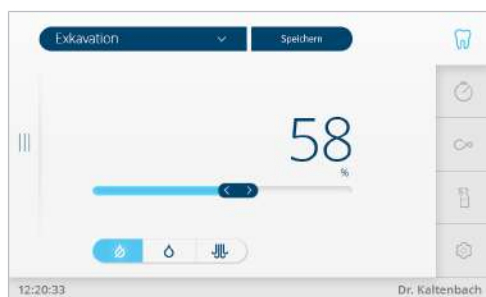 Exkavation Speichern
58
%
12:20:33 Dr. Kaltenbach